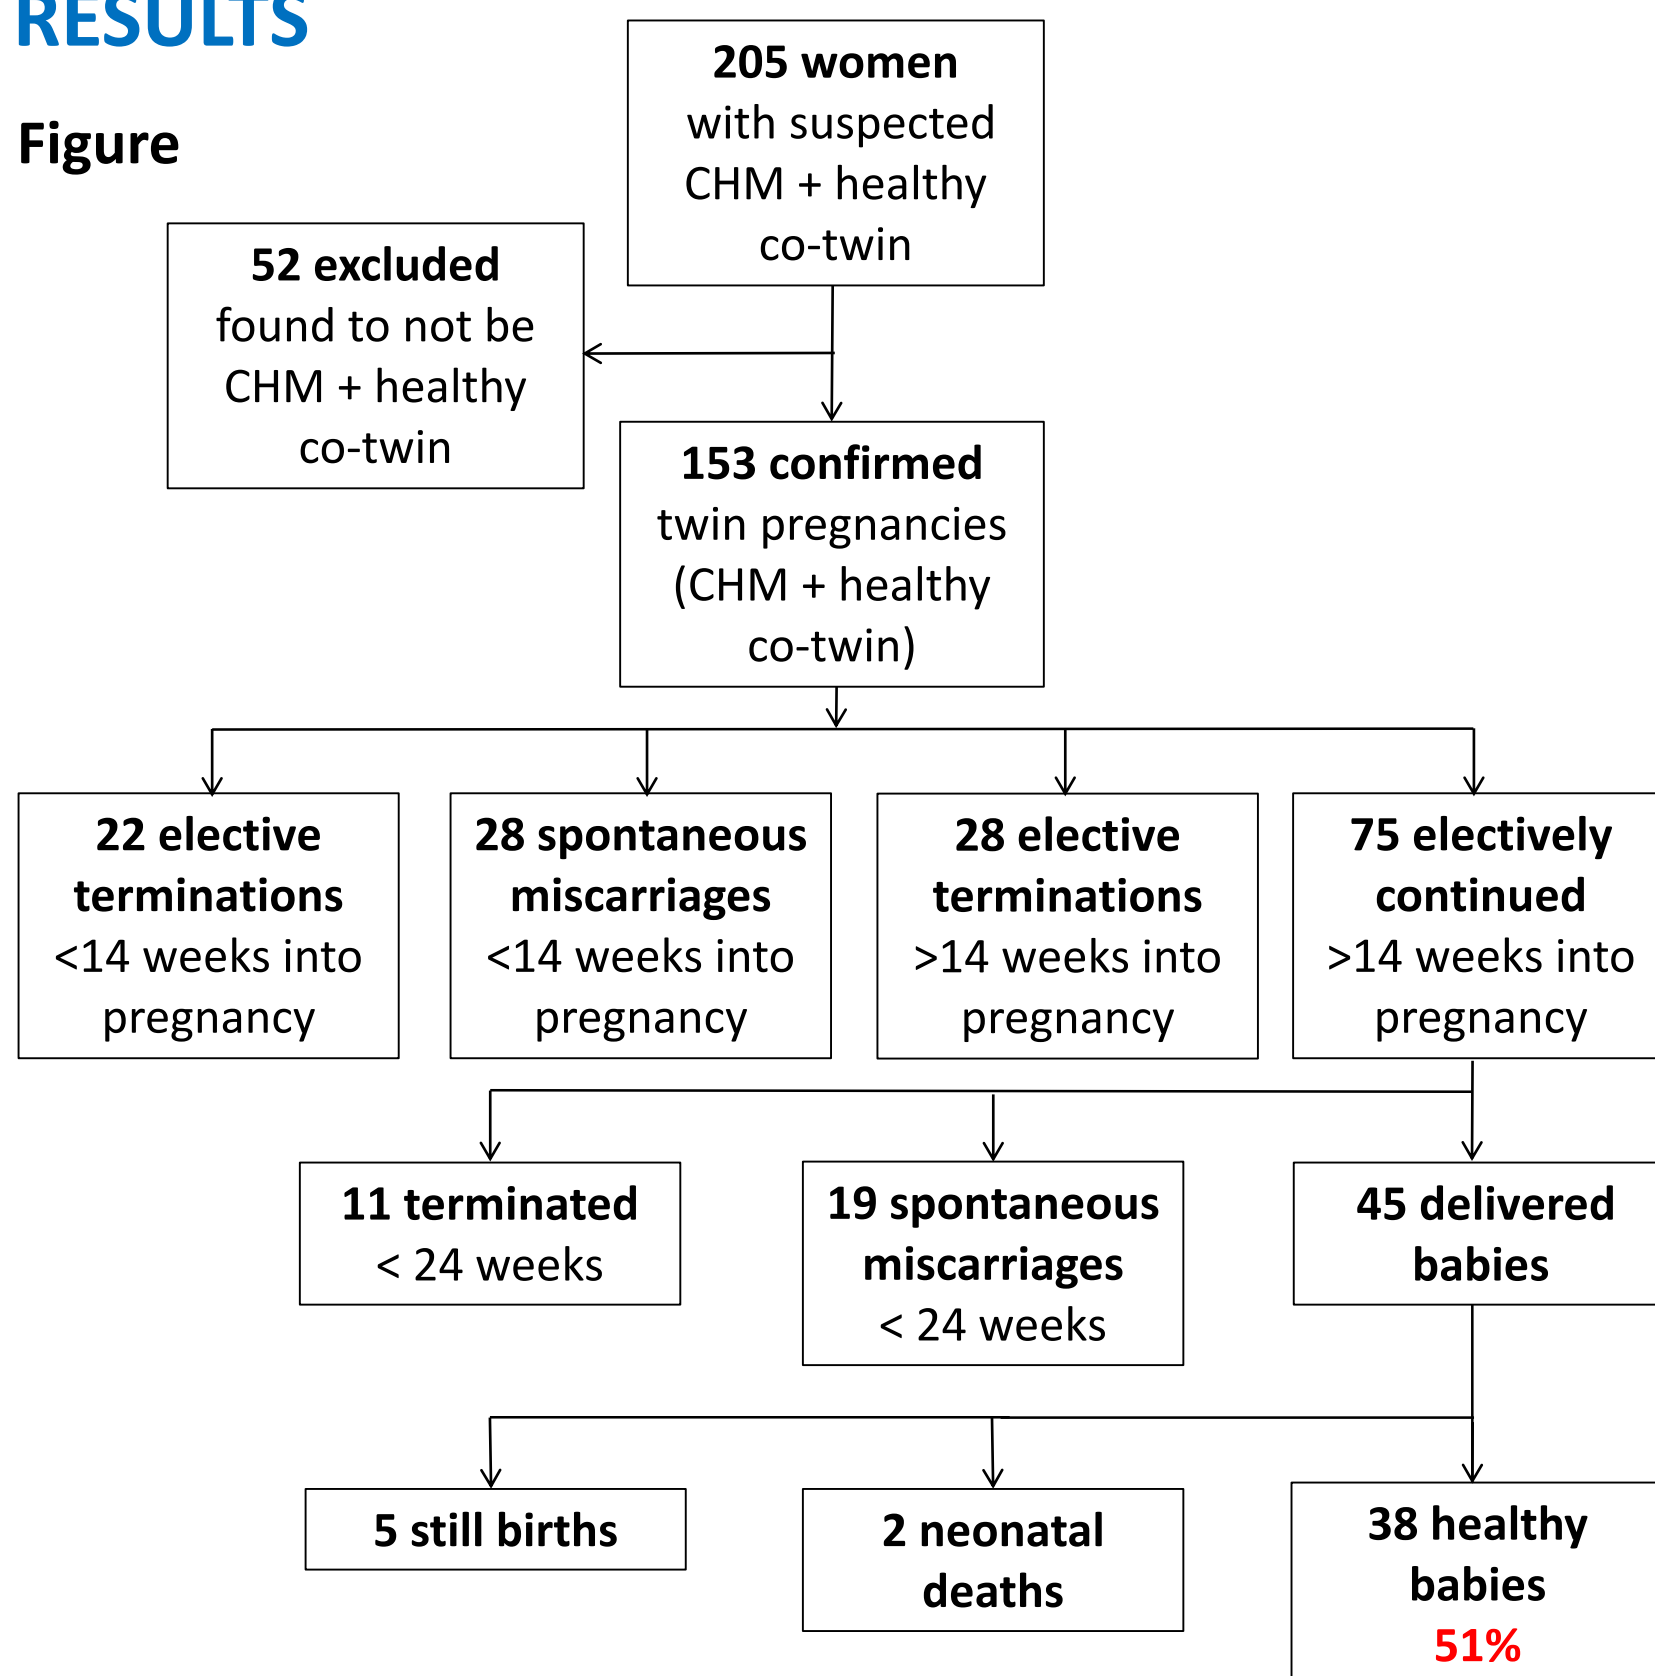 RESULTS
Figure
205 women
with suspected
CHM + healthy
co-twin
52 excluded
found to not be
CHM + healthy
co-twin
153 confirmed
twin pregnancies
(CHM + healthy
co-twin)
22 elective
terminations
<14 weeks into
pregnancy
28 spontaneous
miscarriages
<14 weeks into
pregnancy
28 elective
terminations
>14 weeks into
pregnancy
75 electively
continued
>14 weeks into
pregnancy
11 terminated
< 24 weeks
19 spontaneous
miscarriages
< 24 weeks
45 delivered
babies
5 still births
2 neonatal
deaths
38 healthy
babies
51%